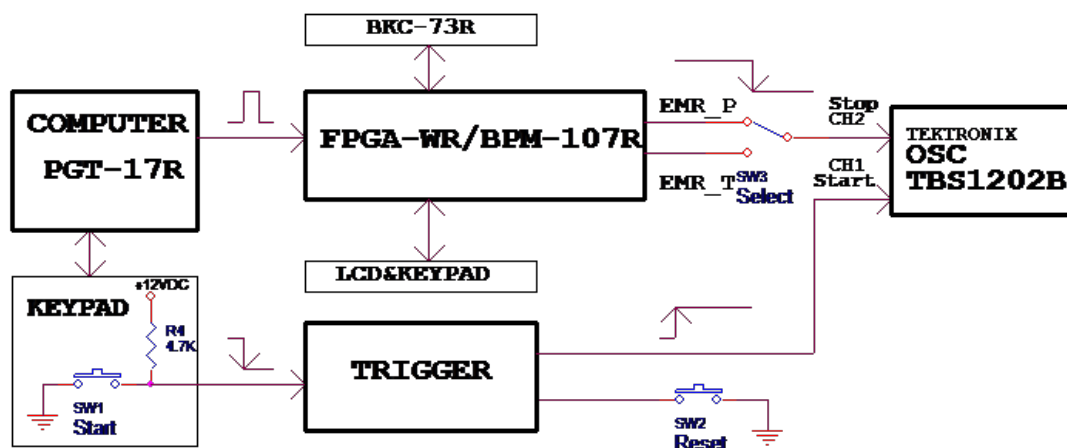 BKC-73R
COMPUTER
PGT-17R
FPGA-WR/BPM-107R
EMR_P
EMR_T
SW3
Select
Stop
CH2
CH1
Start
TEKTRONIX
OSC
TBS1202B
LCD&KEYPAD
KEYPAD
+12VDC
R4
4.7K
SW1
Start
TRIGGER
SW2
Reset